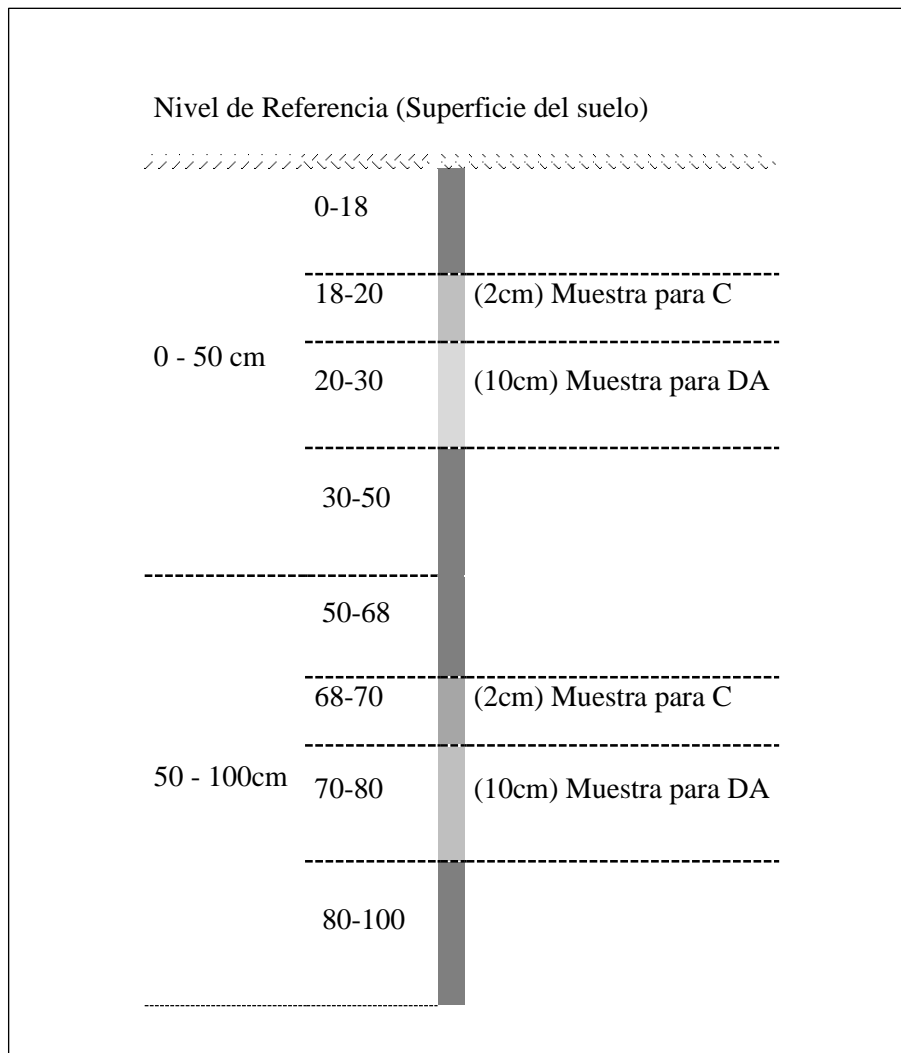 Nivel de Referencia (Superficie del suelo)
0-18
18-20 (2cm) Muestra para C
0 - 50 cm
20-30 (10cm) Muestra para DA
30-50
50-68
68-70 (2cm) Muestra para C
50 - 100cm
70-80 (10cm) Muestra para DA
80-100